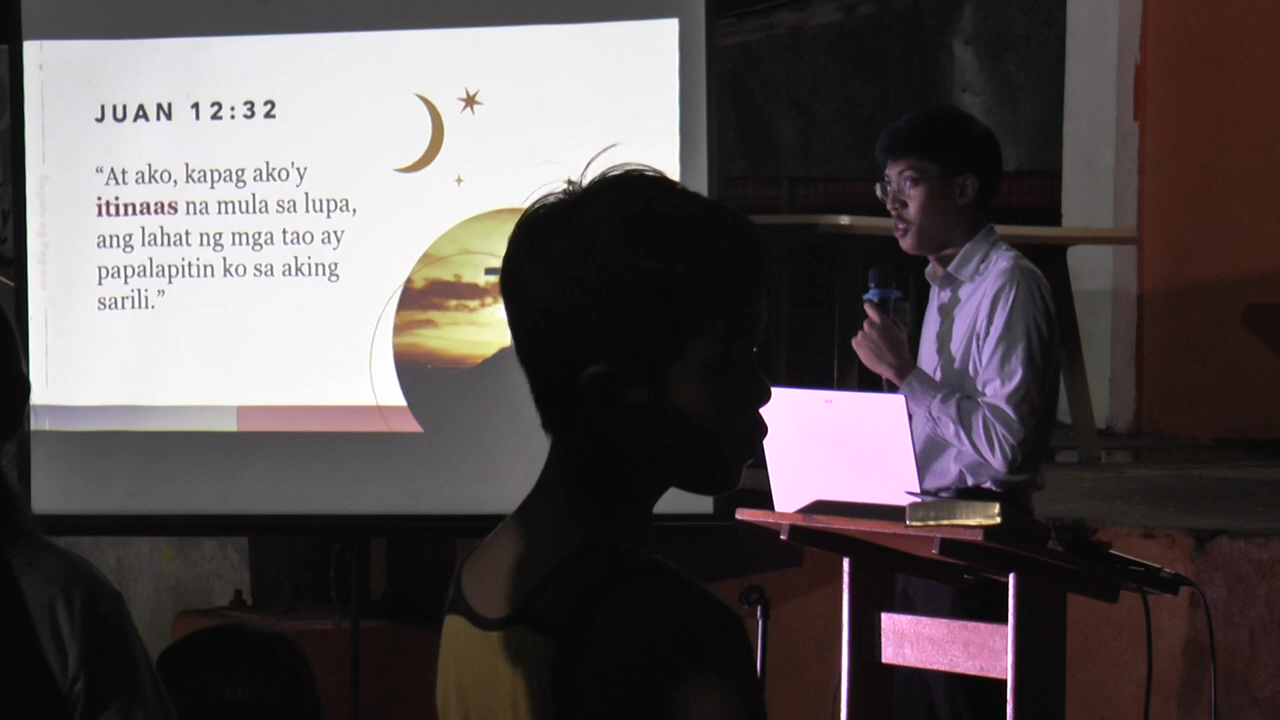 JUAN 12:32
“At ako, kapag ako'y
itinaas na mula sa lupa,
ang lahat ng mga tao ay
papalapitin ko sa aking
sarili.”